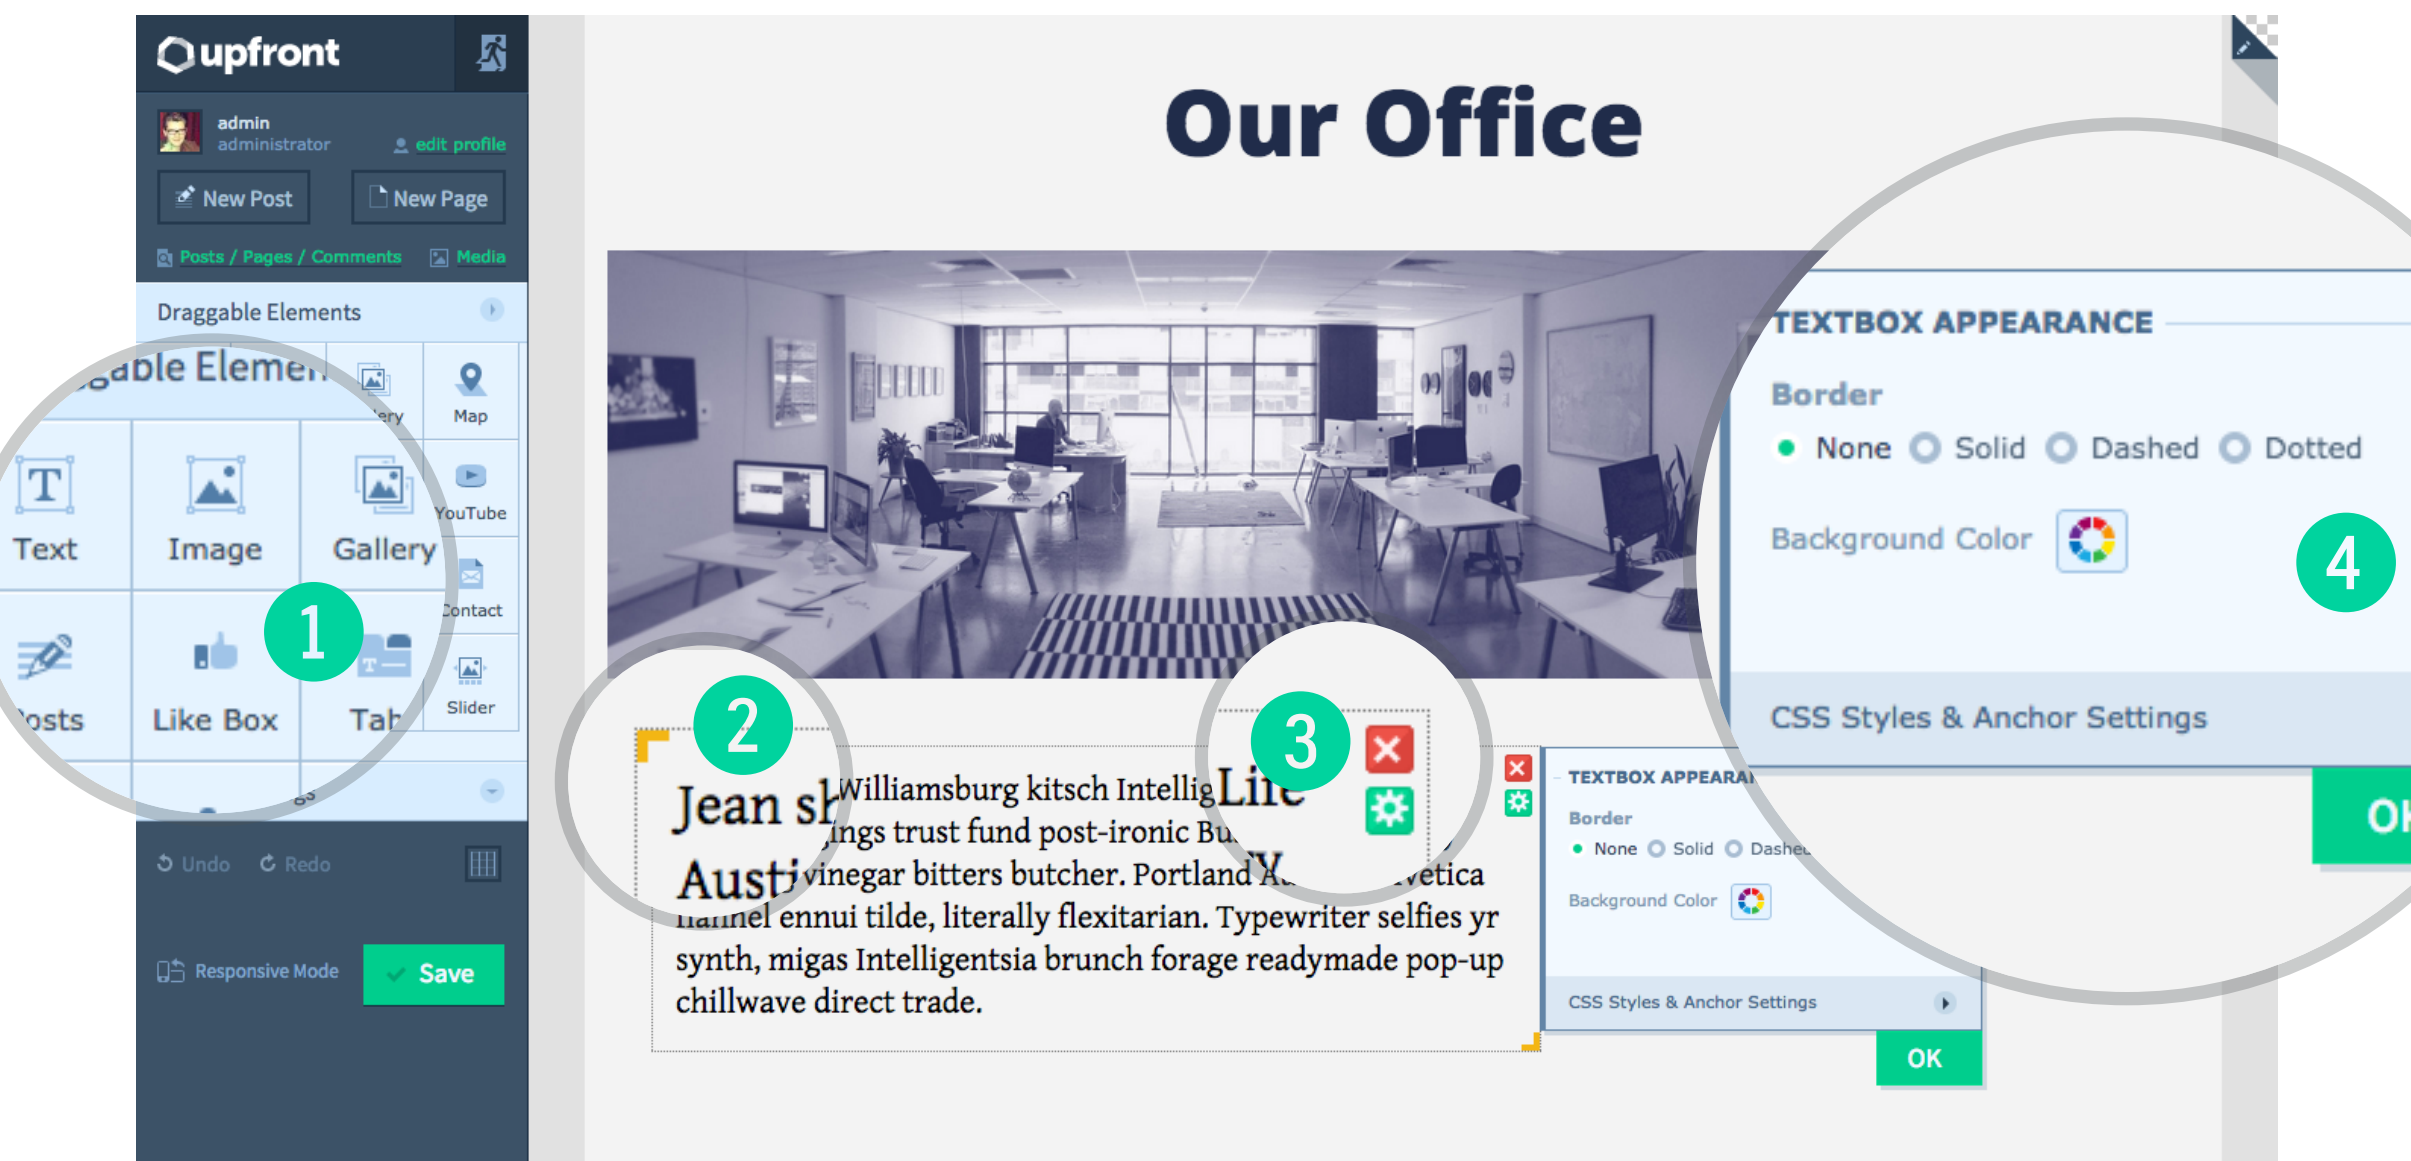 upfront
admin
administrator
edit profile
New Post
New Page
Posts / Pages / Comments
Media
Draggable Elements
ble Elemen
Map
Text
Image
Gallery
YouTube
Contact
Like Box
Slider
1
Undo
Redo
Responsive Mode
Save
Our Office
2
3
Jean sh
Williamsburg kitsch Intellig
Life
ings trust fund post-ironic Bu
Austi
vinegar bitters butcher. Portland
ennui tilde, literally flexitarian. Typewriter selfies yr
synth, migas Intelligentsia brunch forage readymade pop-up
chillwave direct trade.
TEXTBOX APPEARANCE
Border
None
Solid
Dashed
Dotted
Background Color
4
CSS Styles & Anchor Settings
OK
TEXTBOX APPEARA
Border
None
Solid
Dashed
Background Color
CSS Styles & Anchor Settings
OK